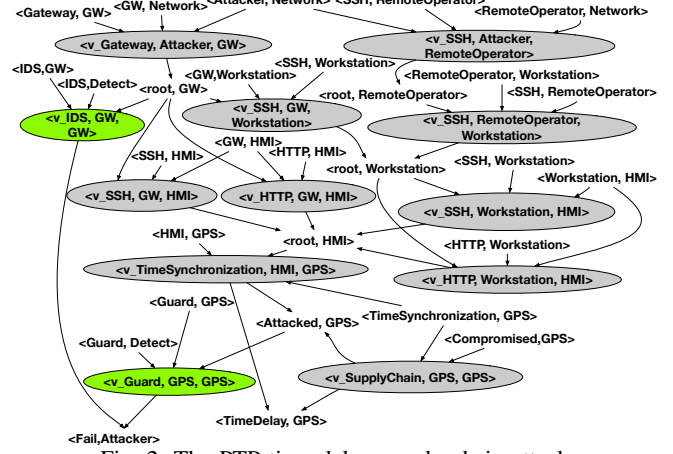 <Gateway, GW>
<GW, Network>
<Attacker, Network>
<SSH, RemoteOperator>
<RemoteOperator, Network>
<v_Gateway, Attacker, GW>
<v_SSH, Attacker,
RemoteOperator>
<IDS,GW>
<IDS,Detect>
<root, GW>
<GW,Workstation>
<SSH, Workstation>
<RemoteOperator, Workstation>
<root, RemoteOperator>
<SSH, RemoteOperator>
<v_IDS, GW,
GW>
<v_SSH, GW,
Workstation>
<v_SSH, RemoteOperator,
Workstation>
<GW, HMI>
<SSH, HMI>
<HTTP, HMI>
<root, Workstation>
<SSH, Workstation>
<Workstation, HMI>
<v_SSH, GW, HMI>
<v_HTTP, GW, HMI>
<v_SSH, Workstation, HMI>
<HMI, GPS>
<root, HMI>
<HTTP, Workstation>
<v_TimeSynchronization, HMI, GPS>
<v_HTTP, Workstation, HMI>
<Guard, GPS>
<Attacked, GPS>
<TimeSynchronization, GPS>
<Guard, Detect>
<Compromised,GPS>
<v_Guard, GPS, GPS>
<v_SupplyChain, GPS, GPS>
<TimeDelay, GPS>
<Fail,Attacker>